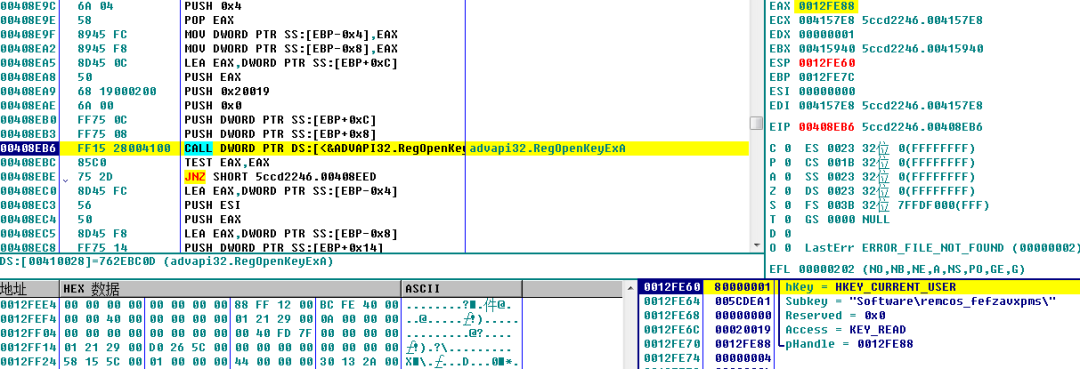 00408E9C 6A 04 PUSH 0x4
00408E9E 58 POP EAX
00408E9F 8945 FC MOV DWORD PTR SS:[EBP-0x4],EAX
00408EA2 8945 F8 MOV DWORD PTR SS:[EBP-0x8],EAX
00408EA5 8D45 0C LEA EAX,DWORD PTR SS:[EBP+0xC]
00408EA8 50 PUSH EAX
00408EA9 68 19000200 PUSH 0x20019
00408EAE 6A 00 PUSH 0x0
00408EB0 FF75 0C PUSH DWORD PTR SS:[EBP+0xC]
00408EB3 FF75 08 PUSH DWORD PTR SS:[EBP+0x8]
00408EB6 FF15 28004100 CALL DWORD PTR DS:[<&ADVAPI32.RegOpenKey advapi32.RegOpenKeyExA
00408EBC 85C0 TEST EAX,EAX
00408EBE 75 2D JNZ SHORT 5ccd2246.00408EED
00408EC0 8D45 FC LEA EAX,DWORD PTR SS:[EBP-0x4]
00408EC3 56 PUSH ESI
00408EC4 50 PUSH EAX
00408EC5 8D45 F8 LEA EAX,DWORD PTR SS:[EBP-0x8]
00408EC8 FF75 14 PUSH DWORD PTR SS:[EBP+0x14]
DS:[00410028]=762EBC0D (advapi32.RegOpenKeyExA)
EAX 0012FE88
ECX 004157E8 5ccd2246.004157E8
EDX 00000001
EBX 00415940 5ccd2246.00415940
ESP 0012FE60
EBP 0012FE7C
ESI 00000000
EDI 004157E8 5ccd2246.004157E8
EIP 00408EB6 5ccd2246.00408EB6
C 0 ES 0023 32位 0(FFFFFFFF)
P 0 CS 001B 32位 0(FFFFFFFF)
A 0 SS 0023 32位 0(FFFFFFFF)
Z 0 DS 0023 32位 0(FFFFFFFF)
S 0 FS 003B 32位 7FFDF000(FFF)
T 0 GS 0000 NULL
D 0
O 0 LastErr ERROR_FILE_NOT_FOUND (00000002)
EFL 00000202 (NO,NB,NE,A,NS,PO,GE,G)
地址 HEX 数据 ASCII
0012FEE4 00 00 00 00 00 00 00 00 88 FF 12 00 BC FE 40 00
0012FEF4 00 00 40 00 00 00 00 00 01 21 29 00 0A 00 00 00
0012FF04 00 00 00 00 00 00 00 00 00 40 FD 7F 00 00 00 00
0012FF14 01 21 29 00 D0 26 5C 00 00 00 00 00 00 00 00 00
0012FF24 58 15 5C 00 01 00 00 00 44 00 00 00 30 13 2A 00
0012FE60 80000001 hKey = HKEY_CURRENT_USER
0012FE64 005CDEA1 Subkey = "Software\remcos_fefzavxpms\"
0012FE68 00000000 Reserved = 0x0
0012FE6C 00020019 Access = KEY_READ
0012FE70 0012FE88 pHandle = 0012FE88
0012FE74 00000004